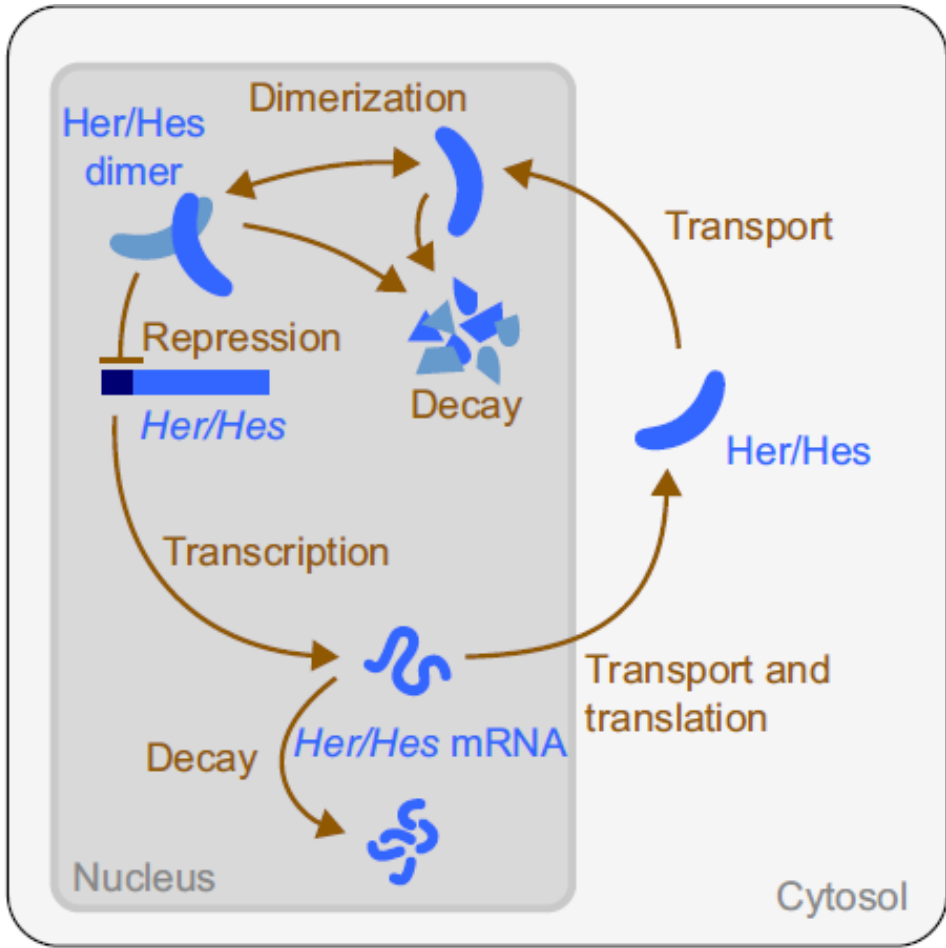 Dimerization
Her/Hes
dimer
Transport
Repression
Her/Hes
Decay
Her/Hes
Transcription
Transport and
translation
Her/Hes mRNA
Decay
Nucleus
Cytosol